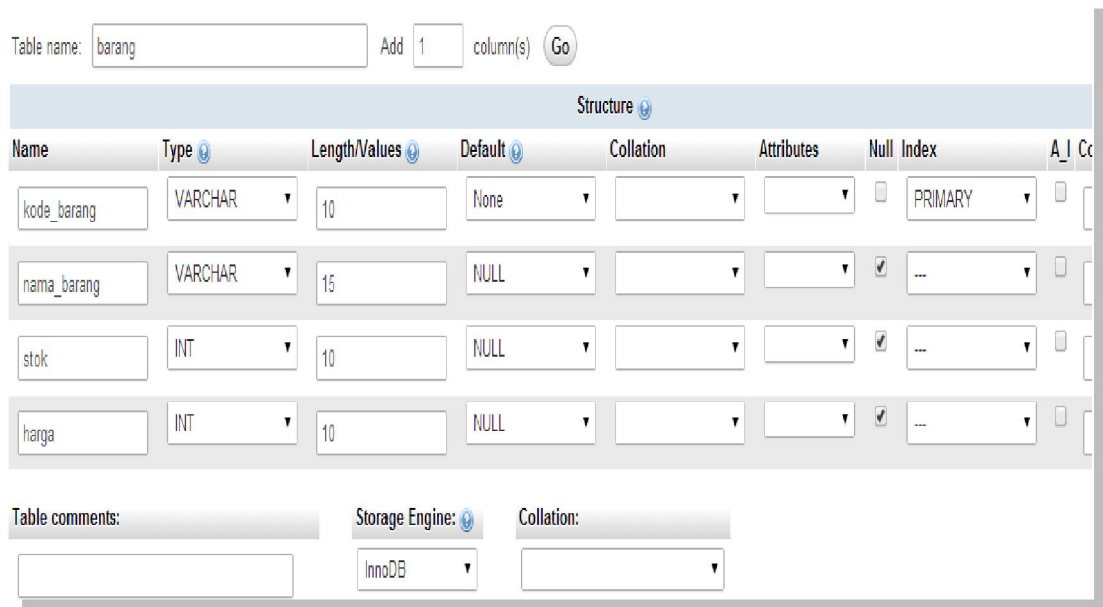 Table name: barang Add 1 column(s) Go
Structure
Name Type Length/Values Default Collation Attributes Null Index A_I Co
kode_barang VARCHAR 10 None PRIMARY
nama_barang VARCHAR 15 NULL ---
stok INT 10 NULL ---
harga INT 10 NULL ---
Table comments: Storage Engine: Collation:
InnoDB